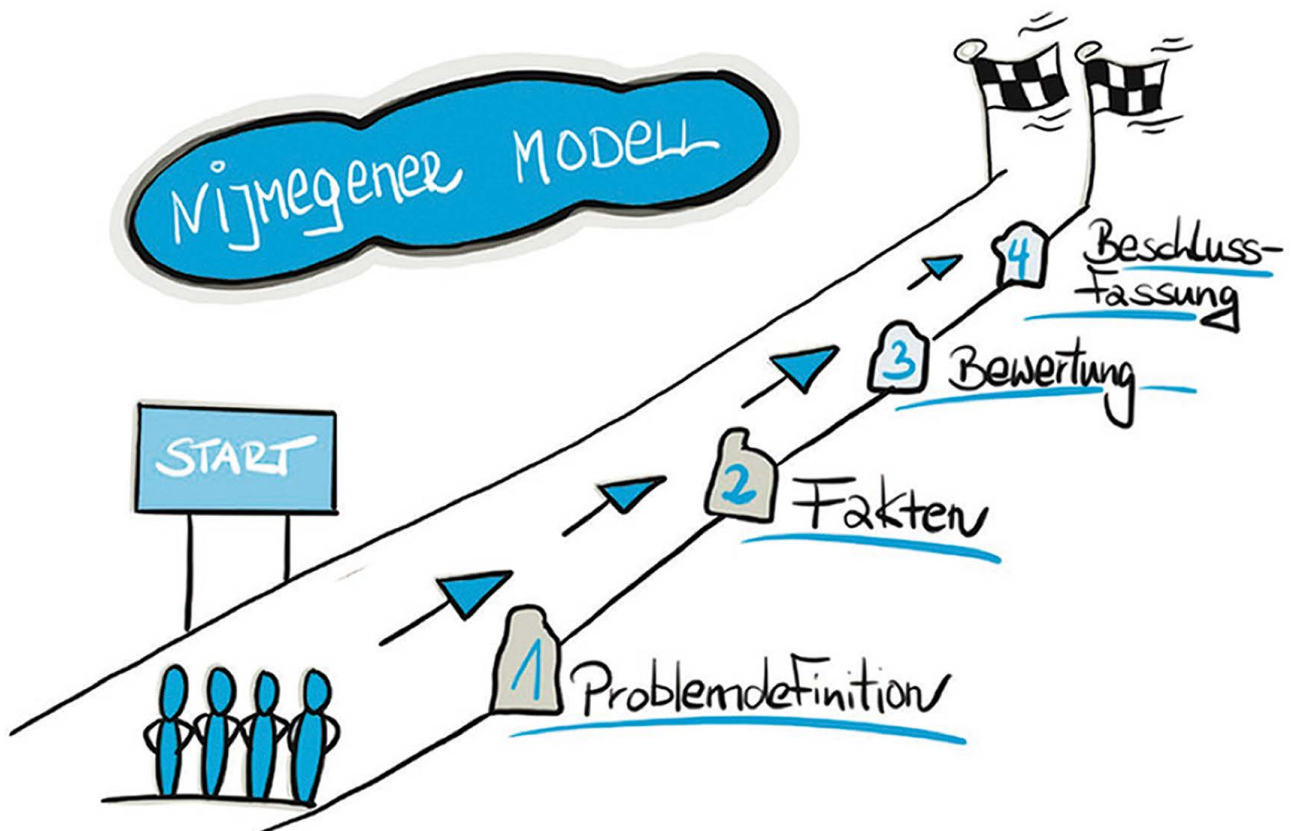 Nijmegener Modell
START
1 Problemdefinition
2 Fakten
3 Bewertung
4 Beschluss-
fassung